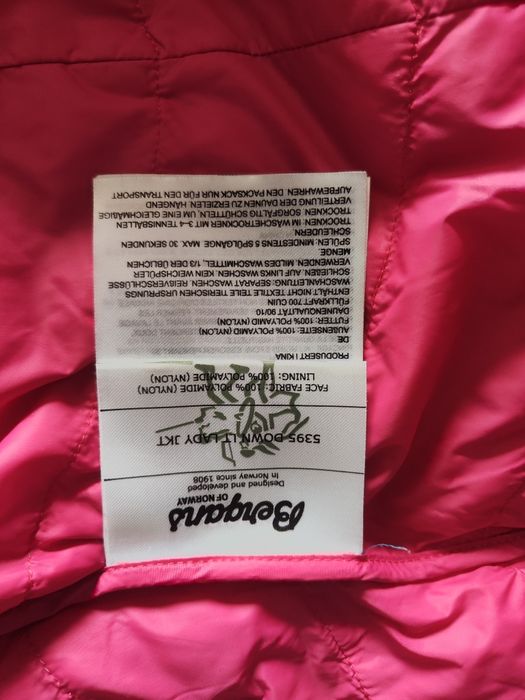 Bergans
OF NORWAY
Designed and developed
in Norway since 1908
5395 DOWN LT LADY JKT
FACE FABRIC: 100% POLYAMIDE (NYLON)
LINING: 100% POLYAMIDE (NYLON)
PRODUSERT I KINA
DE
AUßENSEITE: 100% POLYAMID (NYLON)
FUTTER: 100% POLYAMID (NYLON)
DAUNENQUALITÄT 90/10
FÜLLKRAFT 700 CUIN
ENTHÄLT NICHT TEXTILE TEILE TIERISCHEN URSPRUNGS
WASCHANLEITUNG: SEPARAT WASCHEN. REIßVERSCHLÜSSE
SCHLIEßEN. AUF LINKS WASCHEN. KEIN WEICHSPÜLER
VERWENDEN. MILDES WASCHMITTEL, 1/3 DER ÜBLICHEN
MENGE.
SPÜLEN: MINDESTENS 5 SPÜLGÄNGE. MAX. 30 SEKUNDEN
SCHLEUDERN
TROCKNEN: IM WÄSCHETROCKNER MIT 3-4 TENNISBÄLLEN
TROCKNEN. SORGFÄLTIG SCHÜTTELN, UM EINE GLEICHMÄßIGE
VERTEILUNG DER DAUNEN ZU ERZIELEN. HÄNGEND
AUFBEWAHREN. DEN PACKSACK NUR FÜR DEN TRANSPORT